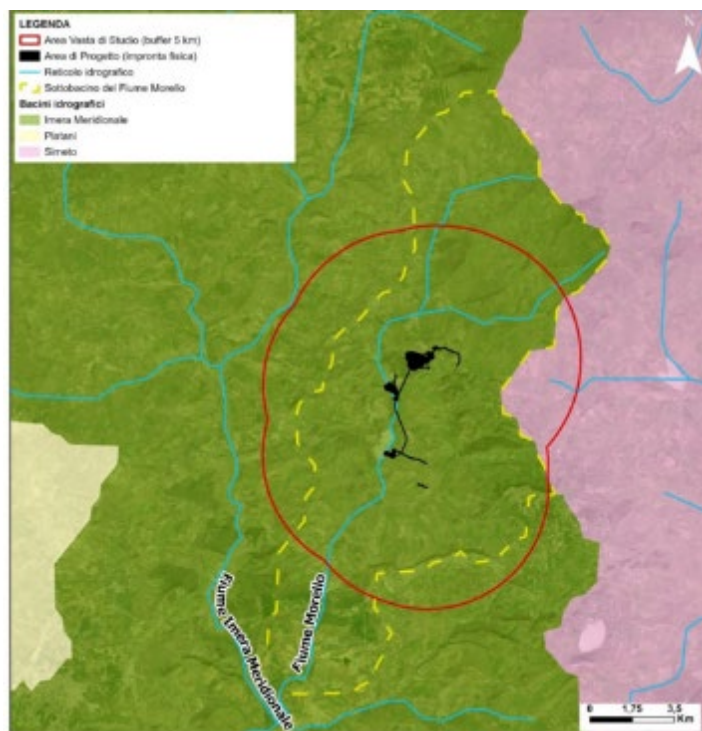 LEGENDA
Area Vasta di Studio (buffer 5 km)
Area di Progetto (impronta fisica)
Reticolo idrografico
Sottobacino del Fiume Morello
Bacini idrografici
Imera Meridionale
Platani
Simeto
N
Fiume Imera Meridionale
Fiume Morello
0 1,75 3,5
Km